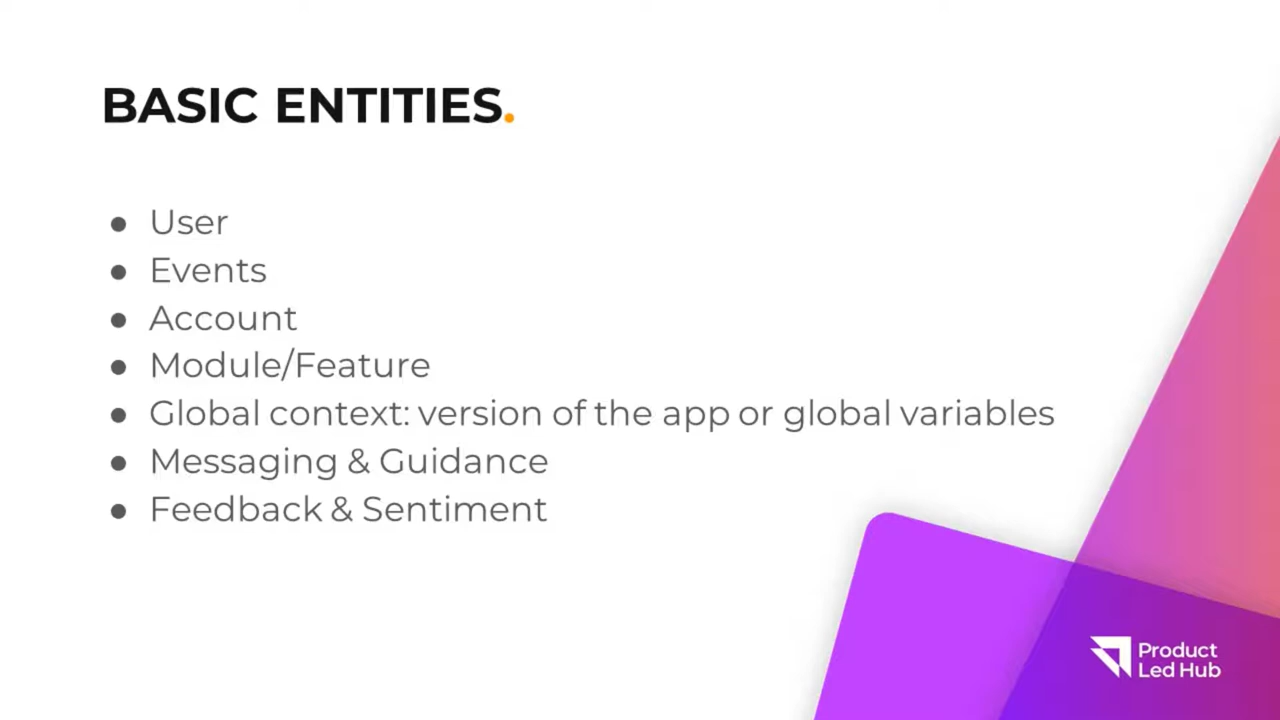 BASIC ENTITIES.
● User
● Events
● Account
● Module/Feature
● Global context: version of the app or global variables
● Messaging & Guidance
● Feedback & Sentiment
Product
Led Hub